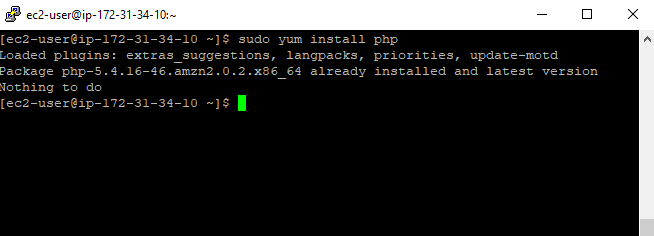 ec2-user@ip-172-31-34-10:~
[ec2-user@ip-172-31-34-10 ~]$ sudo yum install php
Loaded plugins: extras_suggestions, langpacks, priorities, update-motd
Package php-5.4.16-46.amzn2.0.2.x86_64 already installed and latest version
Nothing to do
[ec2-user@ip-172-31-34-10 ~]$